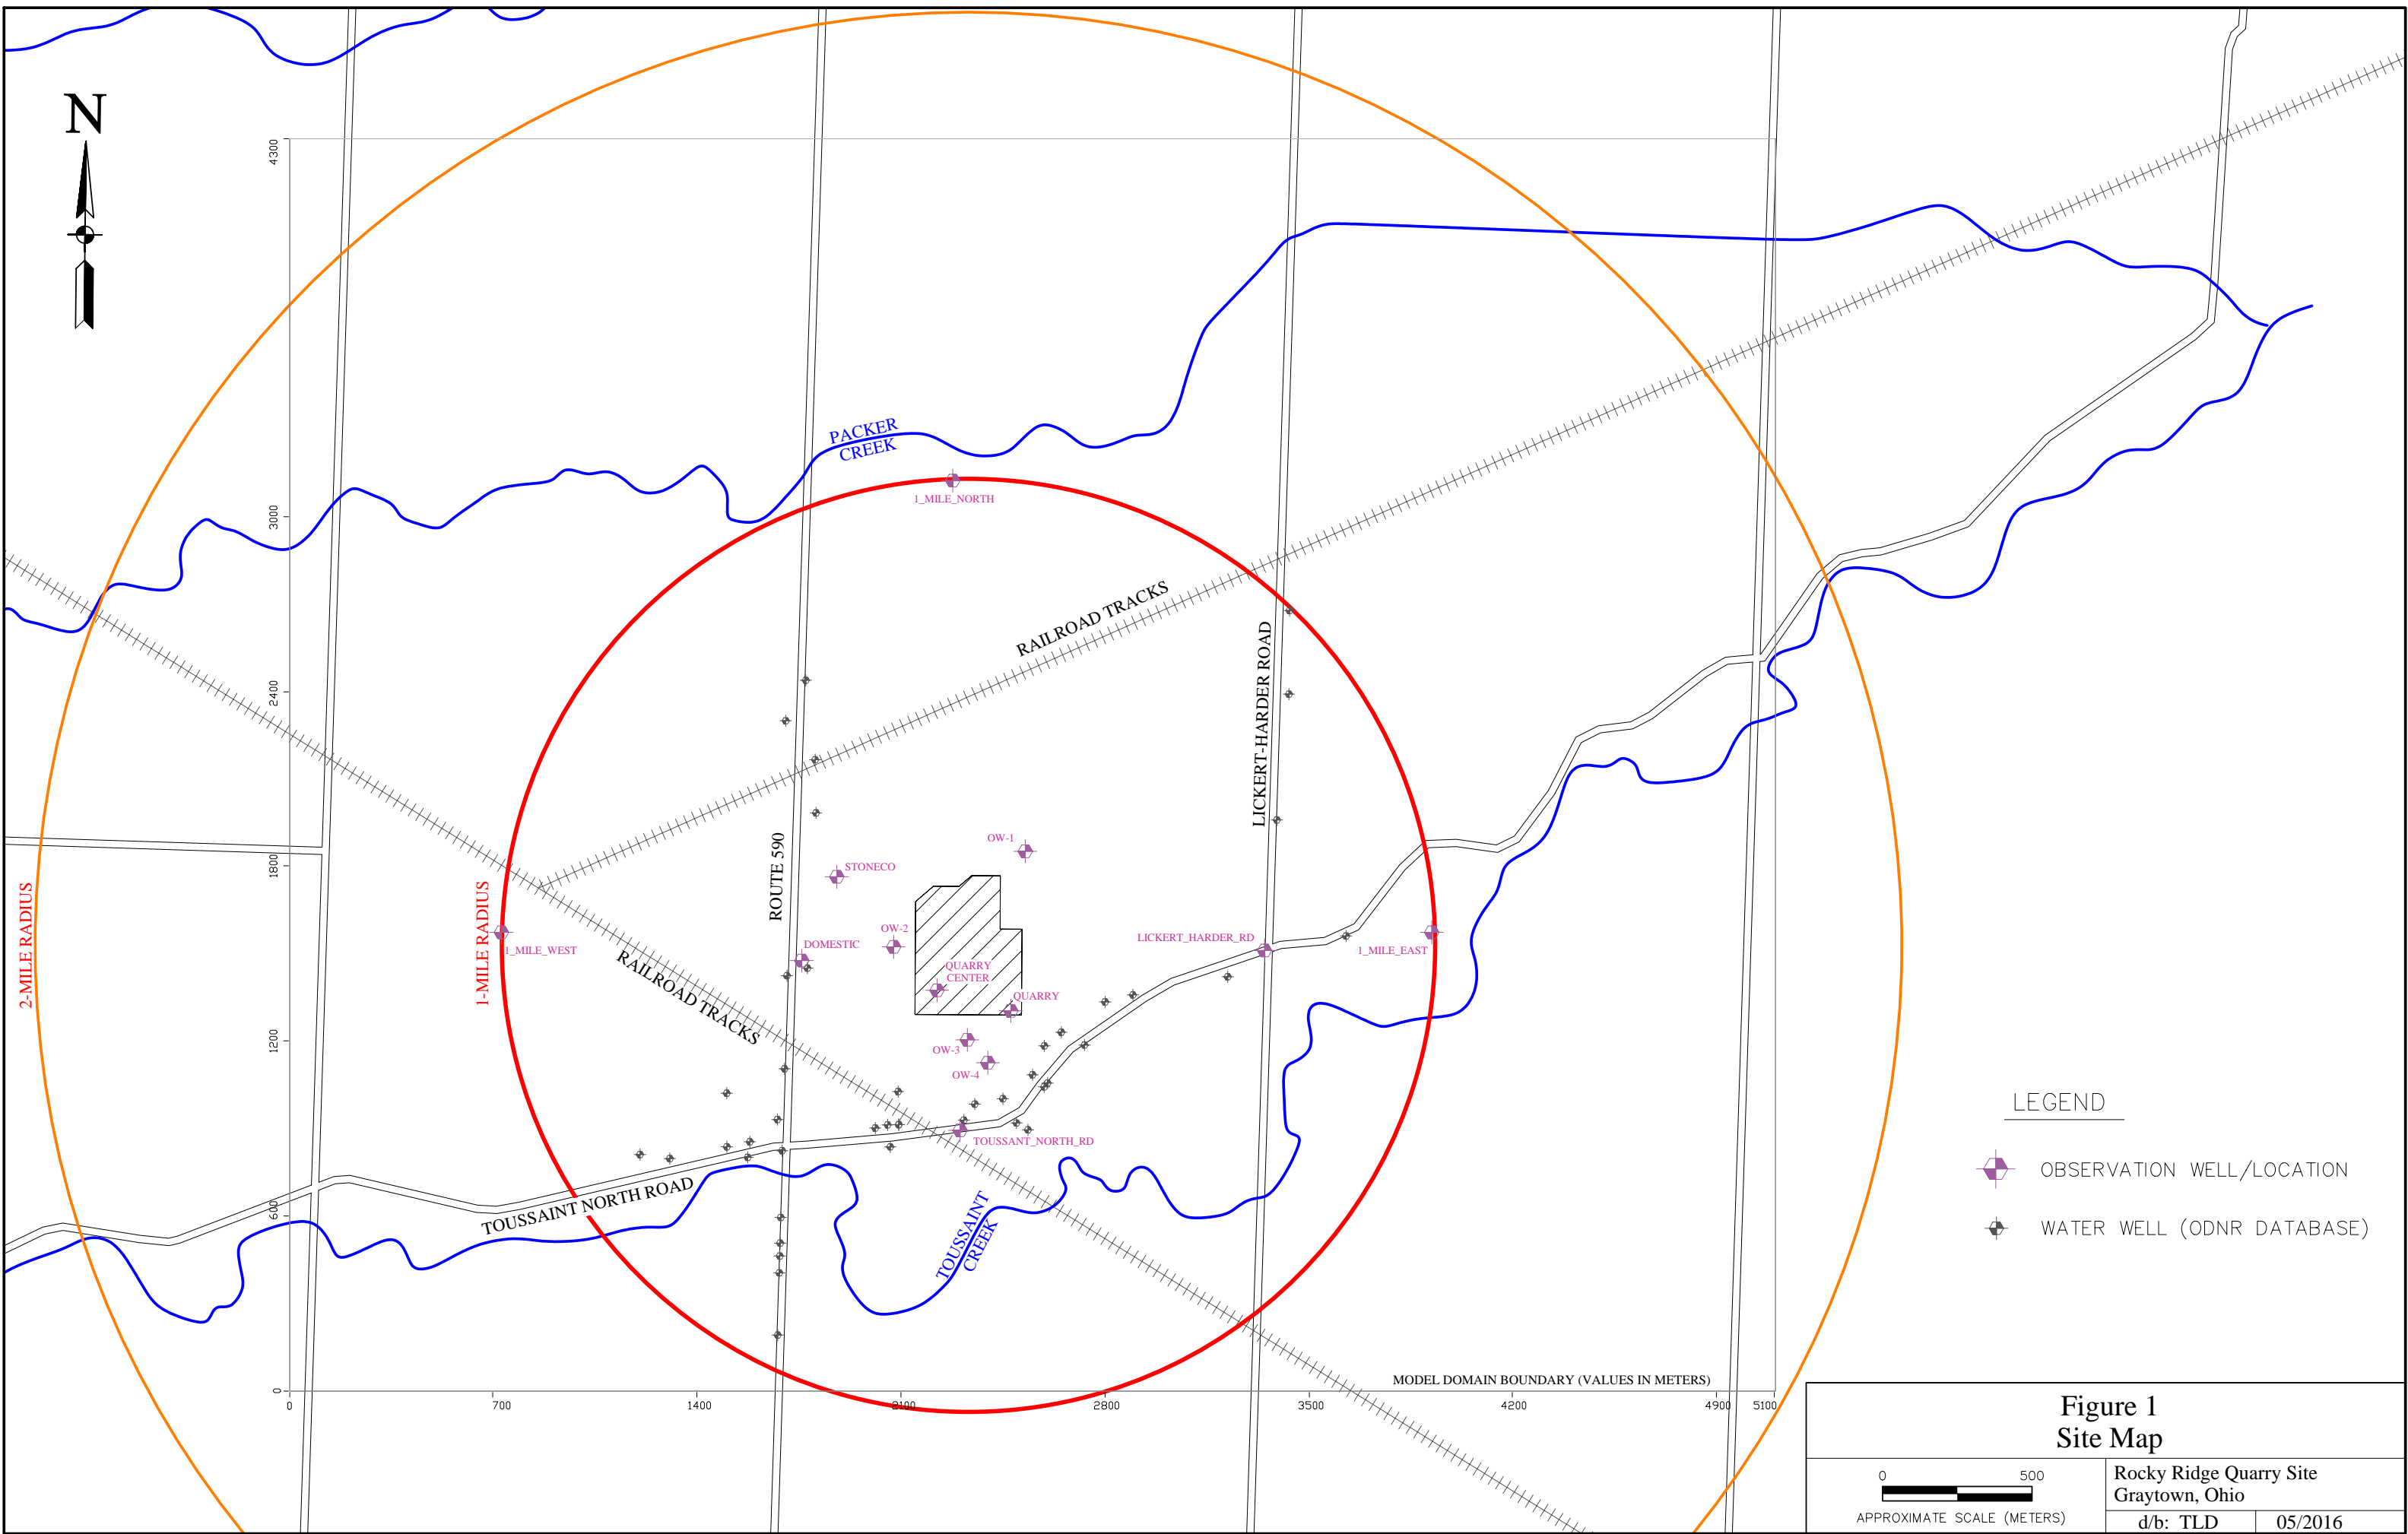 N
4300
3000
2400
1800
1200
600
0
0
700
1400
2100
2800
3500
4200
4900
5100
PACKER
CREEK
1_MILE_NORTH
RAILROAD TRACKS
LICKERT-HARDER ROAD
ROUTE 590
OW-1
STONECO
OW-2
DOMESTIC
QUARRY
CENTER
QUARRY
LICKERT_HARDER_RD
1_MILE_EAST
1_MILE_WEST
1-MILE RADIUS
2-MILE RADIUS
RAILROAD TRACKS
OW-3
OW-4
TOUSSANT_NORTH_RD
TOUSSAINT NORTH ROAD
TOUSSAINT
CREEK
MODEL DOMAIN BOUNDARY (VALUES IN METERS)
LEGEND
OBSERVATION WELL/LOCATION
WATER WELL (ODNR DATABASE)
Figure 1
Site Map
0 500
APPROXIMATE SCALE (METERS)
Rocky Ridge Quarry Site
Graytown, Ohio
d/b: TLD 05/2016